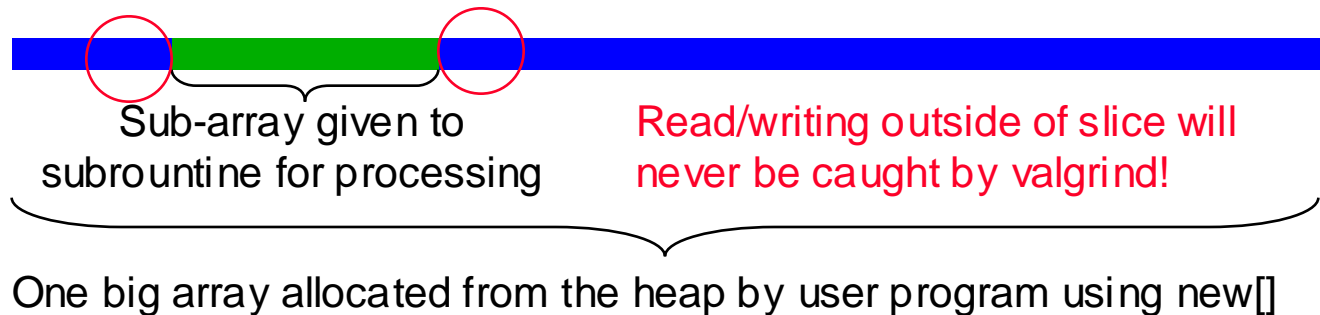 Sub-array given to
subrountine for processing
Read/writing outside of slice will
never be caught by valgrind!
One big array allocated from the heap by user program using new[]